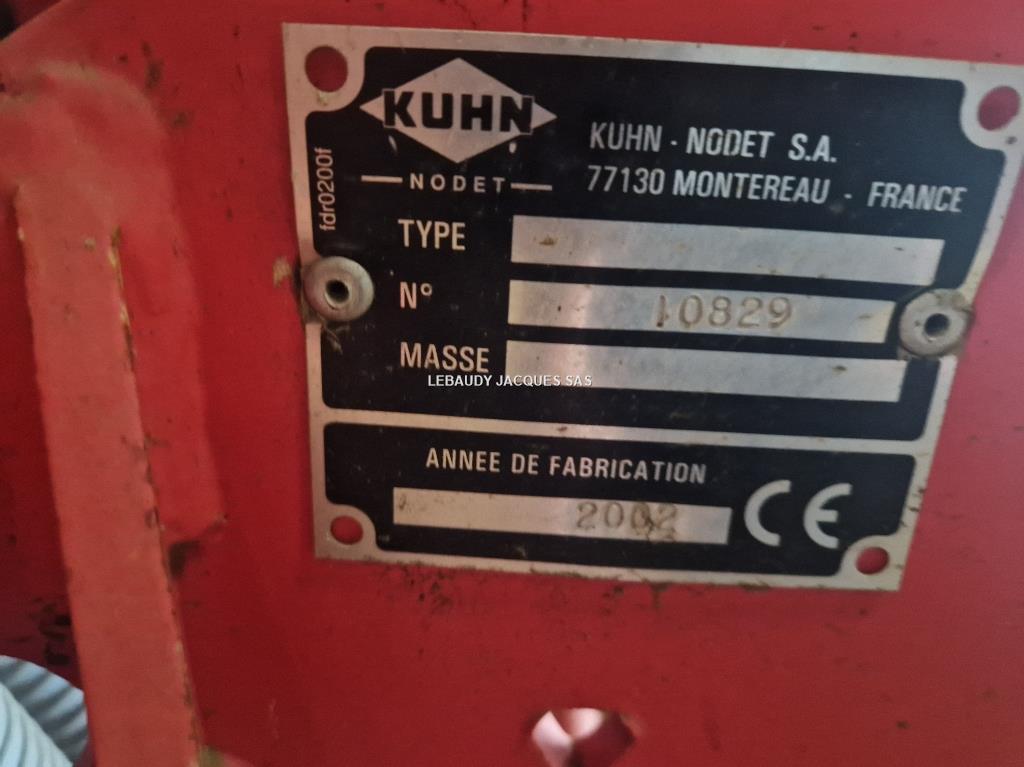 KUHN
NODET
KUHN - NODET S.A.
77130 MONTEREAU - FRANCE
fdr0200f
TYPE
N° 10829
MASSE
LEBAUDY JACQUES SAS
ANNEE DE FABRICATION
2002
CE